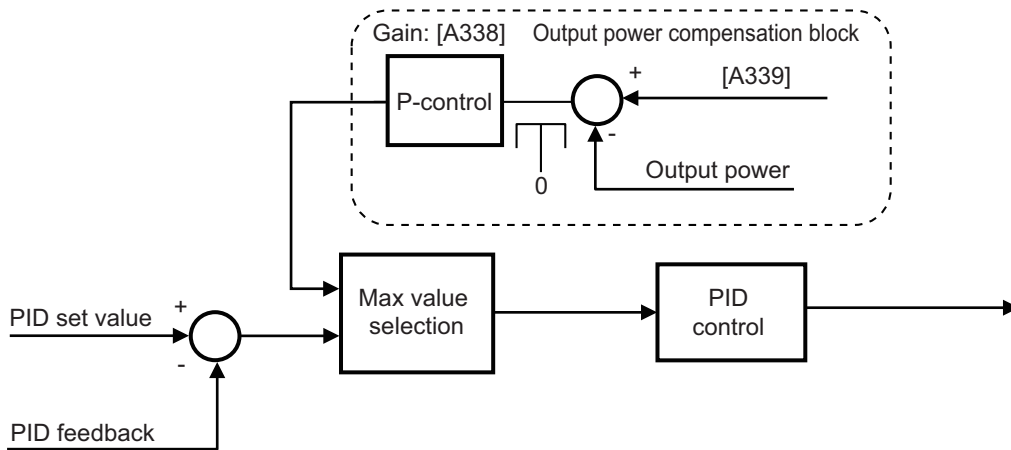 Gain: [A338] Output power compensation block
+
[A339]
P-control
-
Output power
0
Max value
selection
PID
control
+
PID set value
-
PID feedback